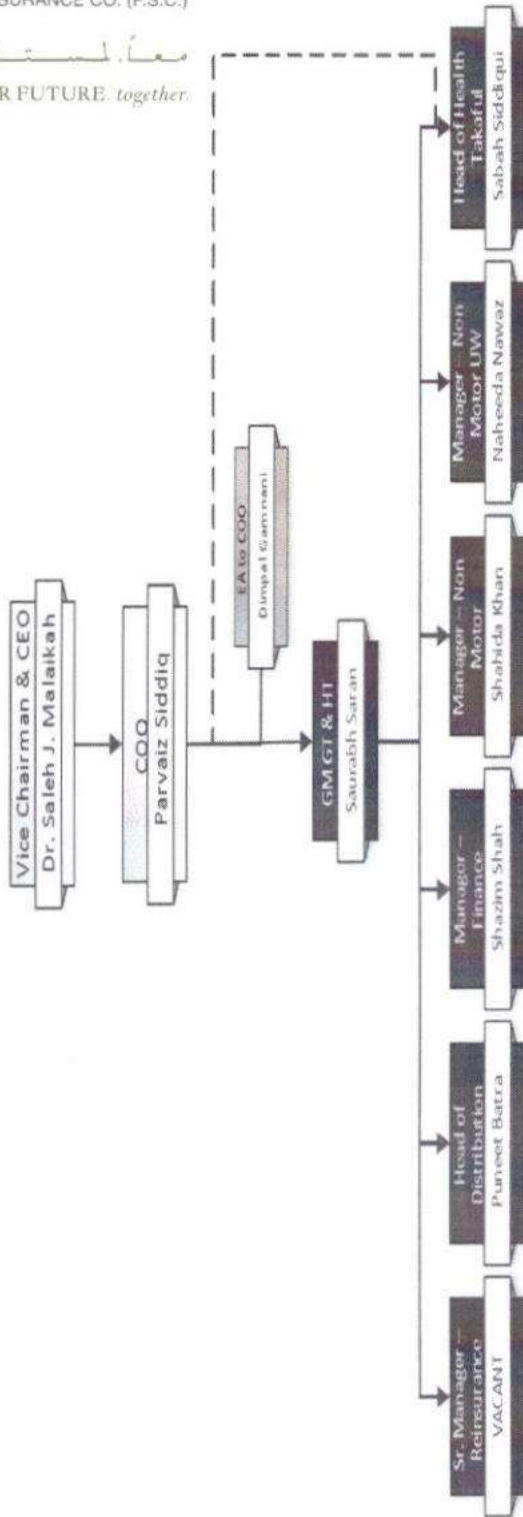 SURANCE CO. (P.S.C.)
R FUTURE. together.
Vice Chairman & CEO
Dr. Saleh J. Malaikah
COO
Parvaiz Siddiq
EA to COO
Dimpal Gamnani
GM GT & HT
Saurabh Saran
Sr. Manager –
Reinsurance
VACANT
Head of
Distribution
Puneet Batra
Manager –
Finance
Shazim Shah
Manager – Non
Motor
Shahida Khan
Manager – Non
Motor UW
Naheeda Nawaz
Head of Health
Takaful
Sabah Siddiqui